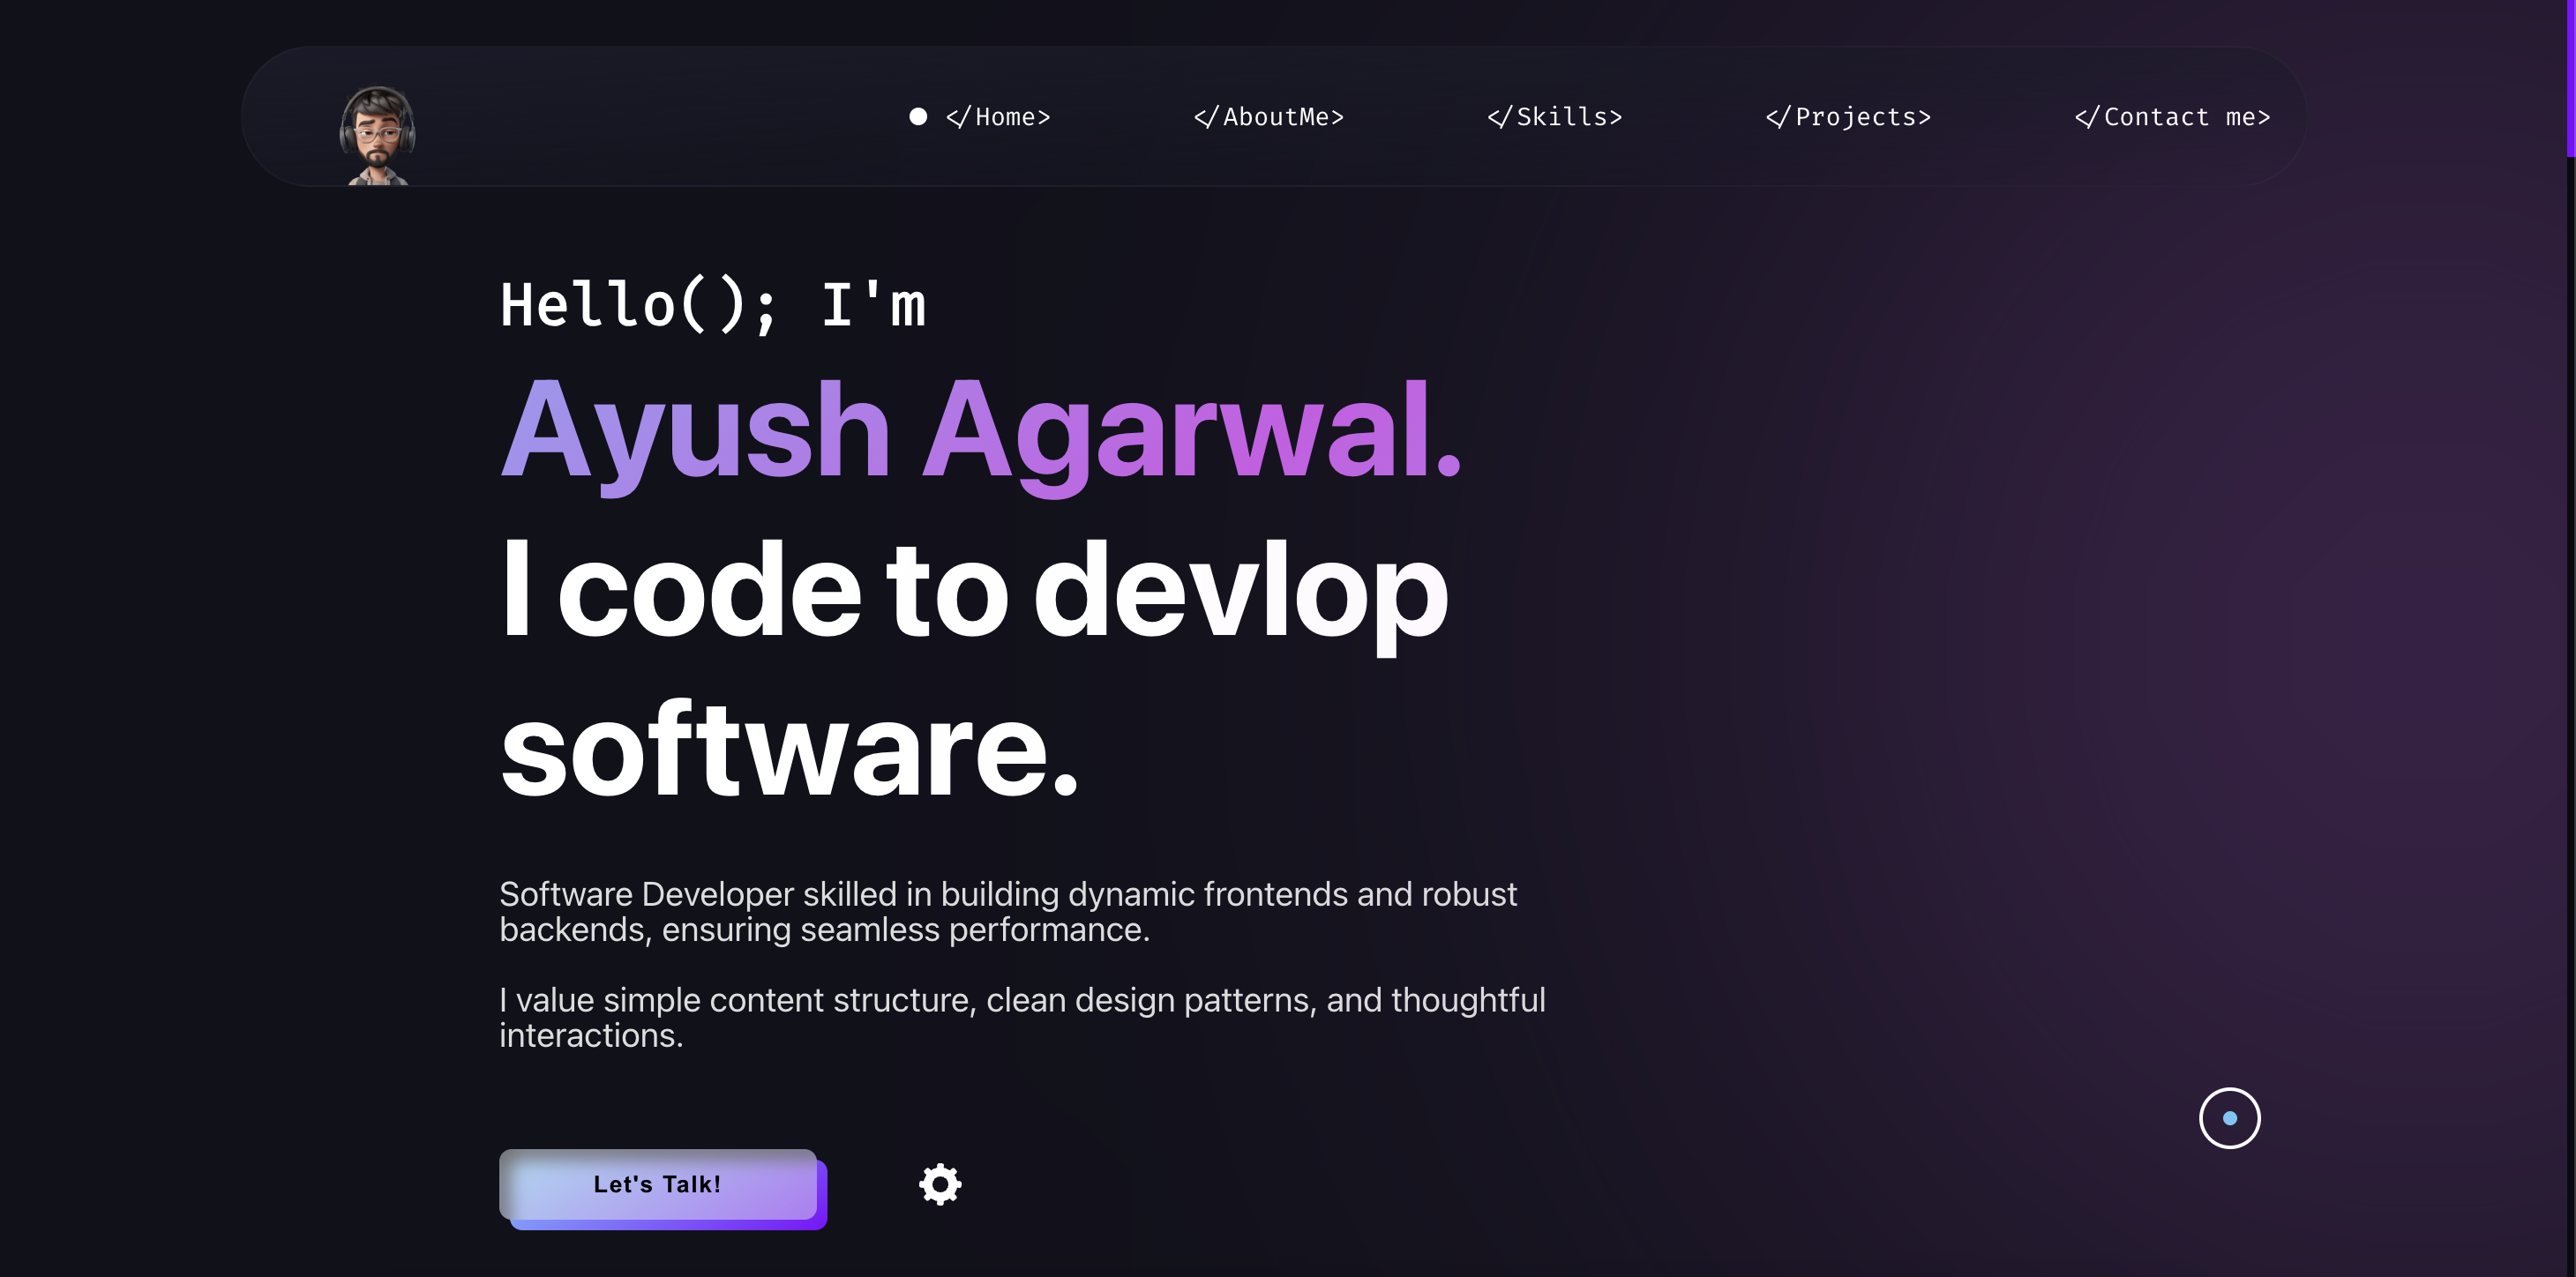 </Home>
</AboutMe>
</Skills>
</Projects>
</Contact me>
Hello(); I'm
Ayush Agarwal.
I code to devlop
software.
Software Developer skilled in building dynamic frontends and robust
backends, ensuring seamless performance.
I value simple content structure, clean design patterns, and thoughtful
interactions.
Let's Talk!